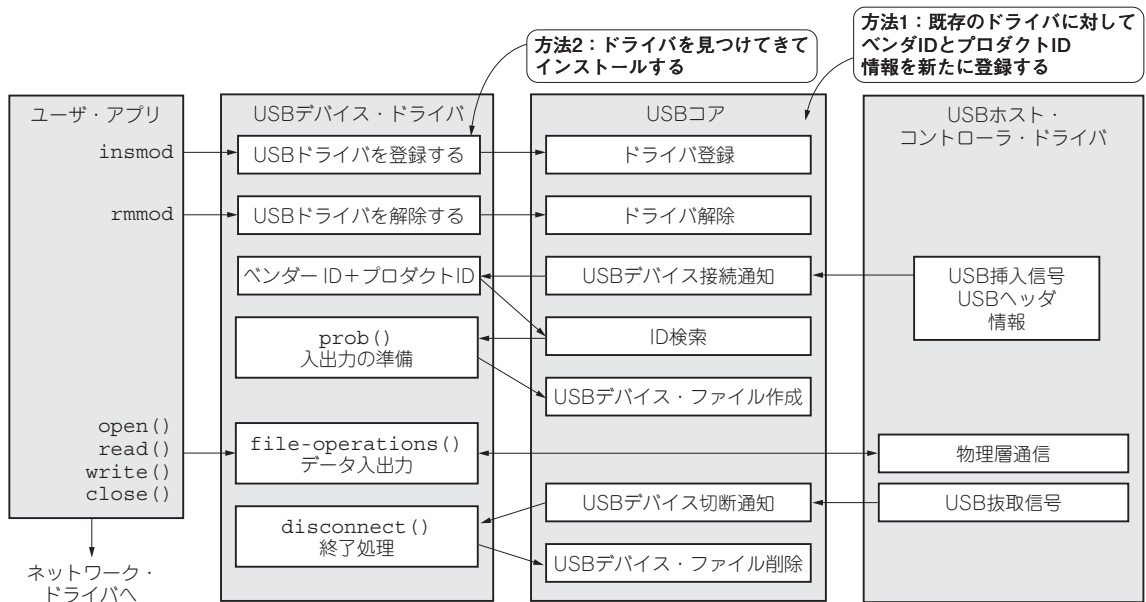 方法2：ドライバを見つけてきて
インストールする
方法1：既存のドライバに対して
ベンダIDとプロダクトID
情報を新たに登録する
ユーザ・アプリ
insmod
rmmod
open()
read()
write()
close()
ネットワーク・
ドライバへ
USBデバイス・ドライバ
USBドライバを登録する
USBドライバを解除する
ベンダー ID＋プロダクトID
prob()
入出力の準備
file-operations()
データ入出力
disconnect()
終了処理
USBコア
ドライバ登録
ドライバ解除
USBデバイス接続通知
ID検索
USBデバイス・ファイル作成
USBデバイス切断通知
USBデバイス・ファイル削除
USBホスト・
コントローラ・ドライバ
USB挿入信号
USBヘッダ
情報
物理層通信
USB抜取信号